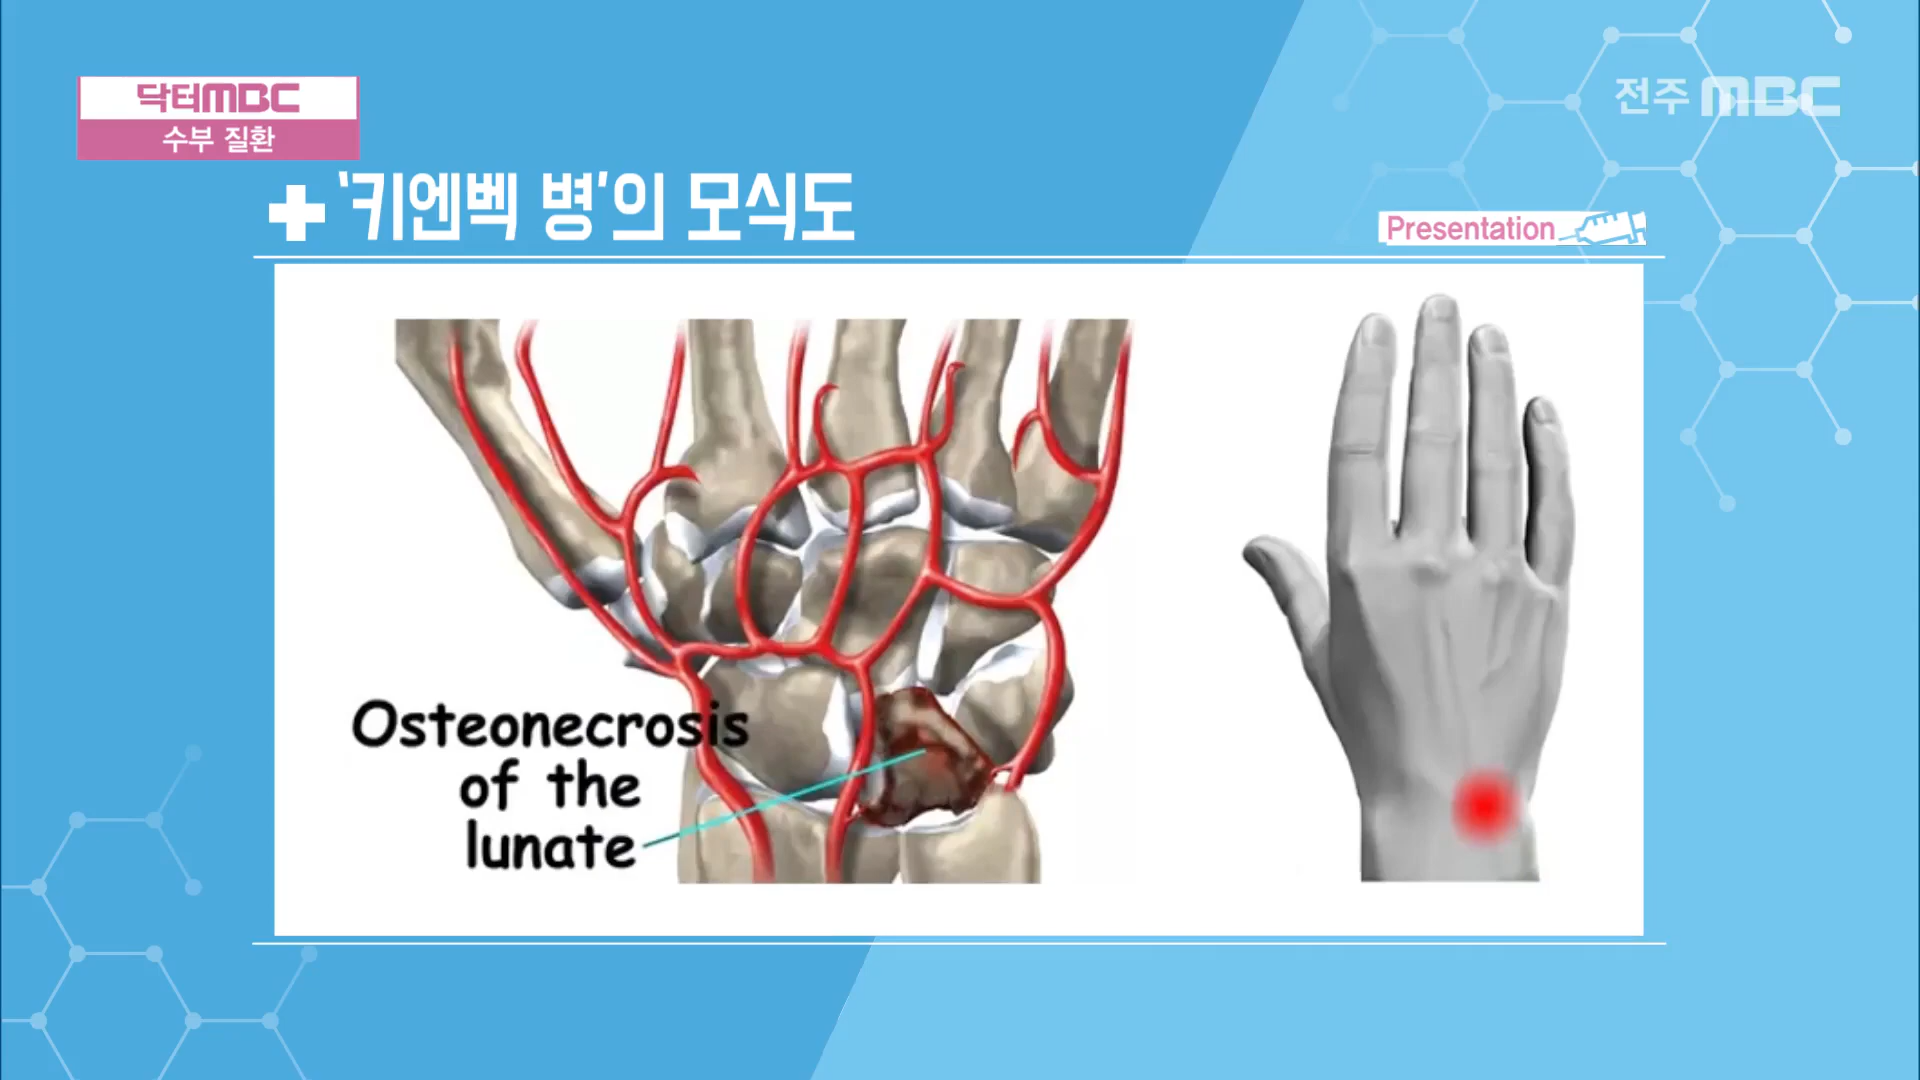 닥터MBC
수부 질환
전주 MBC
'키엔벡 병'의 모식도
Presentation
Osteonecrosis
of the
lunate